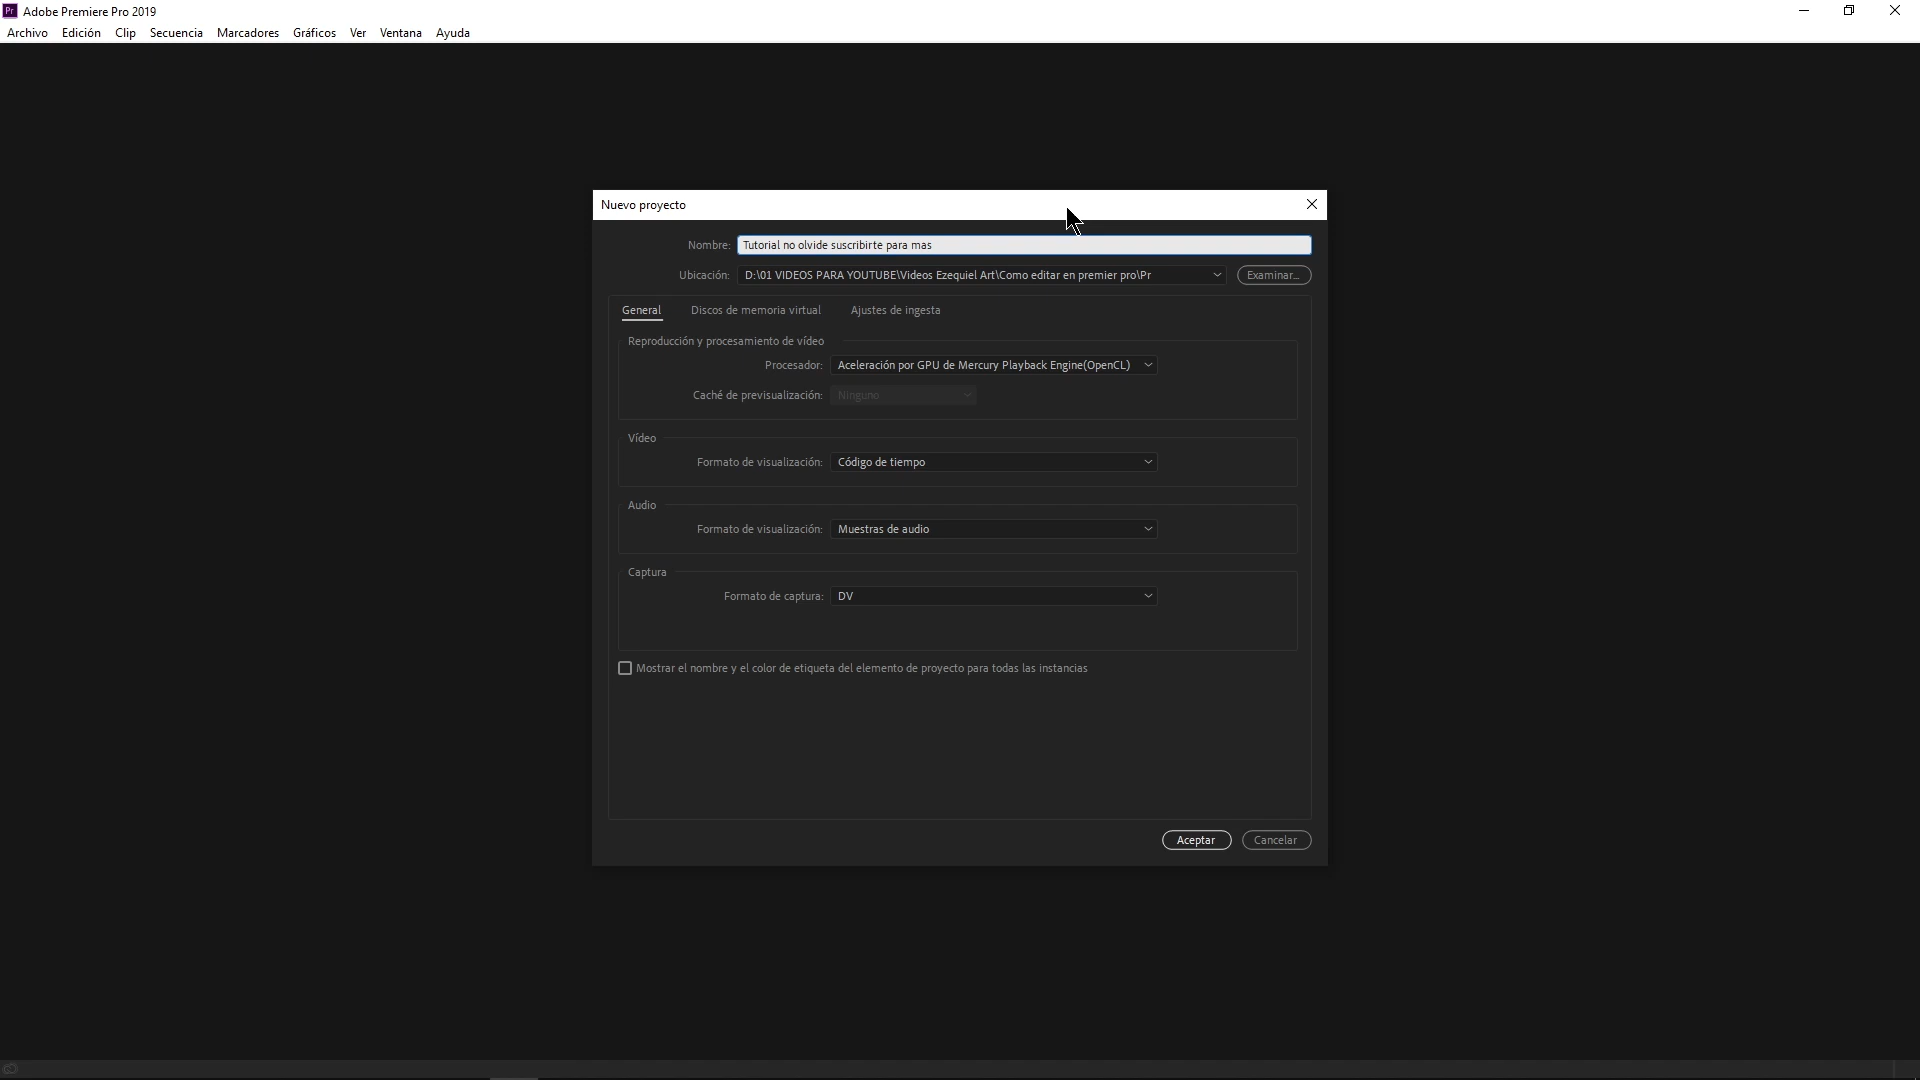 Pr Adobe Premiere Pro 2019
Archivo Edición Clip Secuencia Marcadores Gráficos Ver Ventana Ayuda
Nuevo proyecto
Nombre: Tutorial no olvide suscribirte para mas
Ubicación: D:\01 VIDEOS PARA YOUTUBE\Videos Ezequiel Art\Como editar en premier pro\Pr Examinar...
General Discos de memoria virtual Ajustes de ingesta
Reproducción y procesamiento de vídeo
Procesador: Aceleración por GPU de Mercury Playback Engine(OpenCL)
Caché de previsualización: Ninguno
Vídeo
Formato de visualización: Código de tiempo
Audio
Formato de visualización: Muestras de audio
Captura
Formato de captura: DV
Mostrar el nombre y el color de etiqueta del elemento de proyecto para todas las instancias
Aceptar Cancelar